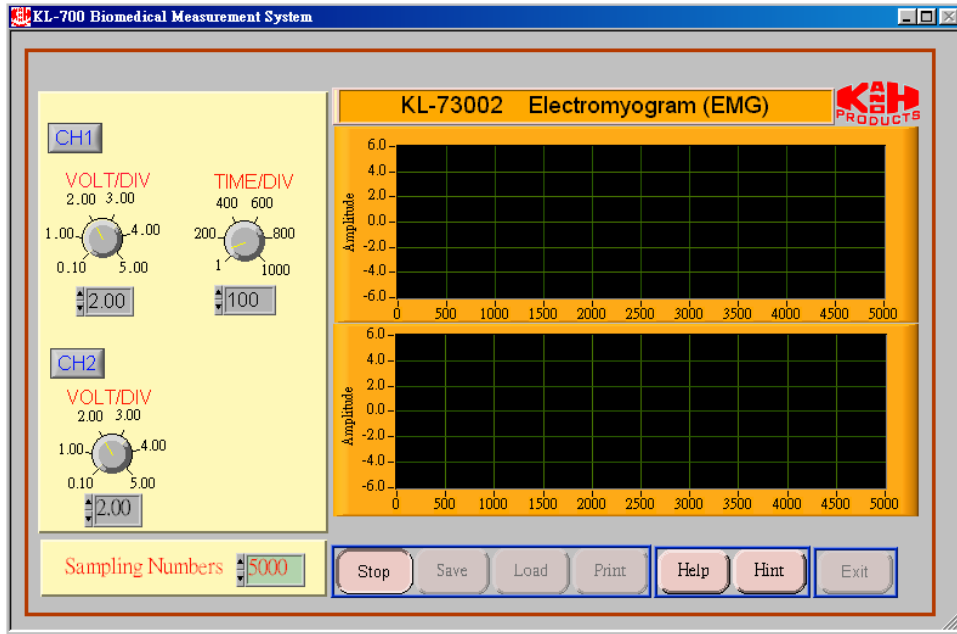 KL-700 Biomedical Measurement System
KL-73002 Electromyogram (EMG)
K AND H
PRODUCTS
CH1
VOLT/DIV
2.00 3.00
1.00 4.00
0.10 5.00
2.00
TIME/DIV
400 600
200 800
1 1000
100
CH2
VOLT/DIV
2.00 3.00
1.00 4.00
0.10 5.00
2.00
Amplitude
6.0
4.0
2.0
0.0
-2.0
-4.0
-6.0
0 500 1000 1500 2000 2500 3000 3500 4000 4500 5000
Amplitude
6.0
4.0
2.0
0.0
-2.0
-4.0
-6.0
0 500 1000 1500 2000 2500 3000 3500 4000 4500 5000
Sampling Numbers 5000
Stop Save Load Print Help Hint Exit